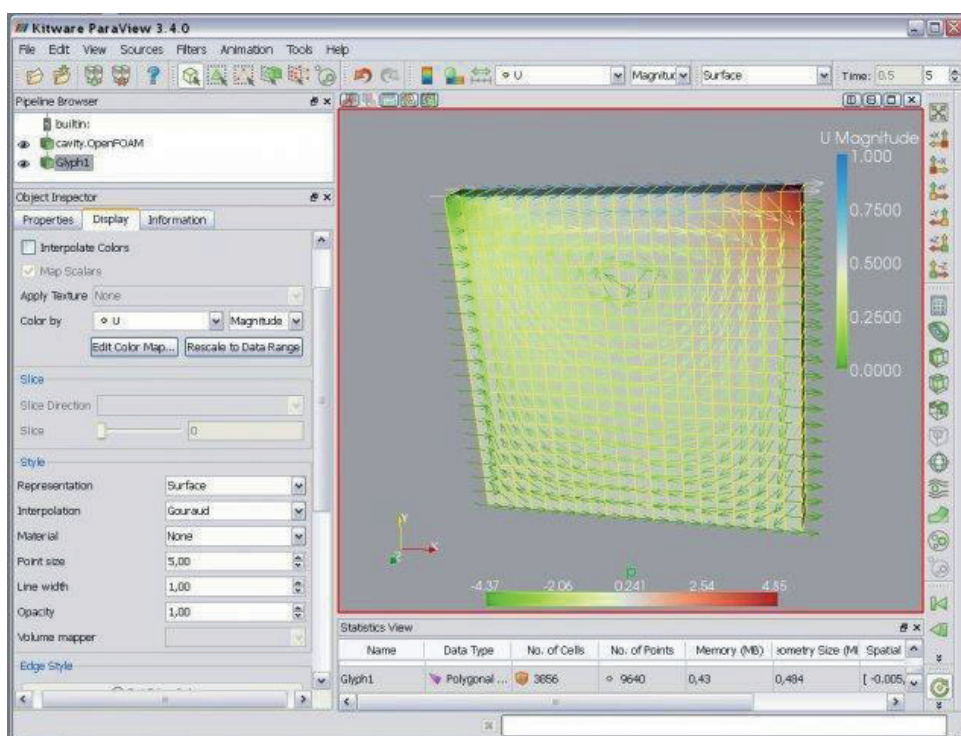 Kitware ParaView 3.4.0
File Edit View Sources Filters Animation Tools Help
U Magnitu Surface Time: 0.5 5
Pipeline Browser
builtin:
cavity.OpenFOAM
Glyph1
Object Inspector
Properties Display Information
Interpolate Colors
Map Scalars
Apply Texture None
Color by U Magnitude
Edit Color Map... Rescale to Data Range
Slice
Slice Direction
Slice 0
Style
Representation Surface
Interpolation Gouraud
Material None
Point size 5,00
Line width 1,00
Opacity 1,00
Volume mapper
Edge Style
U Magnitude
1.000
0.7500
0.5000
0.2500
0.0000
Y
X
p
-4.37 -2.06 0.241 2.54 4.85
Statistics View
Name Data Type No. of Cells No. of Points Memory (MB) eometry Size (MI Spatial
Glyph1 Polygonal ... 3856 9640 0,43 0,484 [ -0.005,